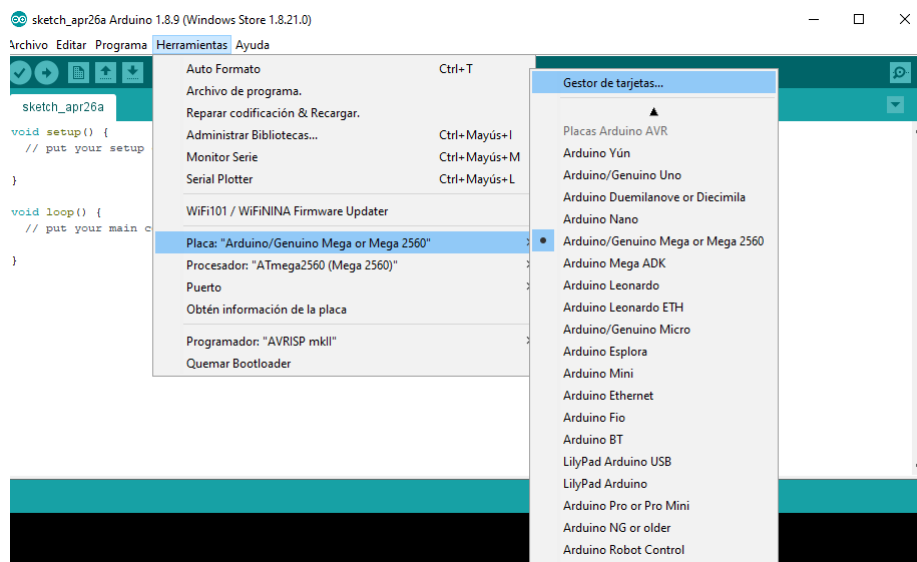 sketch_apr26a Arduino 1.8.9 (Windows Store 1.8.21.0)
Archivo Editar Programa Herramientas Ayuda
sketch_apr26a
void setup() {
// put your setup
}
void loop() {
// put your main c
}
Auto Formato Ctrl+T
Archivo de programa.
Reparar codificación & Recargar.
Administrar Bibliotecas... Ctrl+Mayús+I
Monitor Serie Ctrl+Mayús+M
Serial Plotter Ctrl+Mayús+L
WiFi101 / WiFiNINA Firmware Updater
Placa: "Arduino/Genuino Mega or Mega 2560"
Procesador: "ATmega2560 (Mega 2560)"
Puerto
Obtén información de la placa
Programador: "AVRISP mkII"
Quemar Bootloader
Gestor de tarjetas...
Placas Arduino AVR
Arduino Yún
Arduino/Genuino Uno
Arduino Duemilanove or Diecimila
Arduino Nano
Arduino/Genuino Mega or Mega 2560
Arduino Mega ADK
Arduino Leonardo
Arduino Leonardo ETH
Arduino/Genuino Micro
Arduino Esplora
Arduino Mini
Arduino Ethernet
Arduino Fio
Arduino BT
LilyPad Arduino USB
LilyPad Arduino
Arduino Pro or Pro Mini
Arduino NG or older
Arduino Robot Control